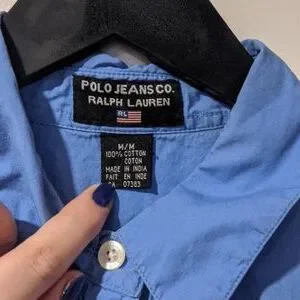 POLO JEANS CO.
RALPH LAUREN
RL
M/M
100% COTTON
COTON
MADE IN INDIA
FAIT EN INDE
CA 07383